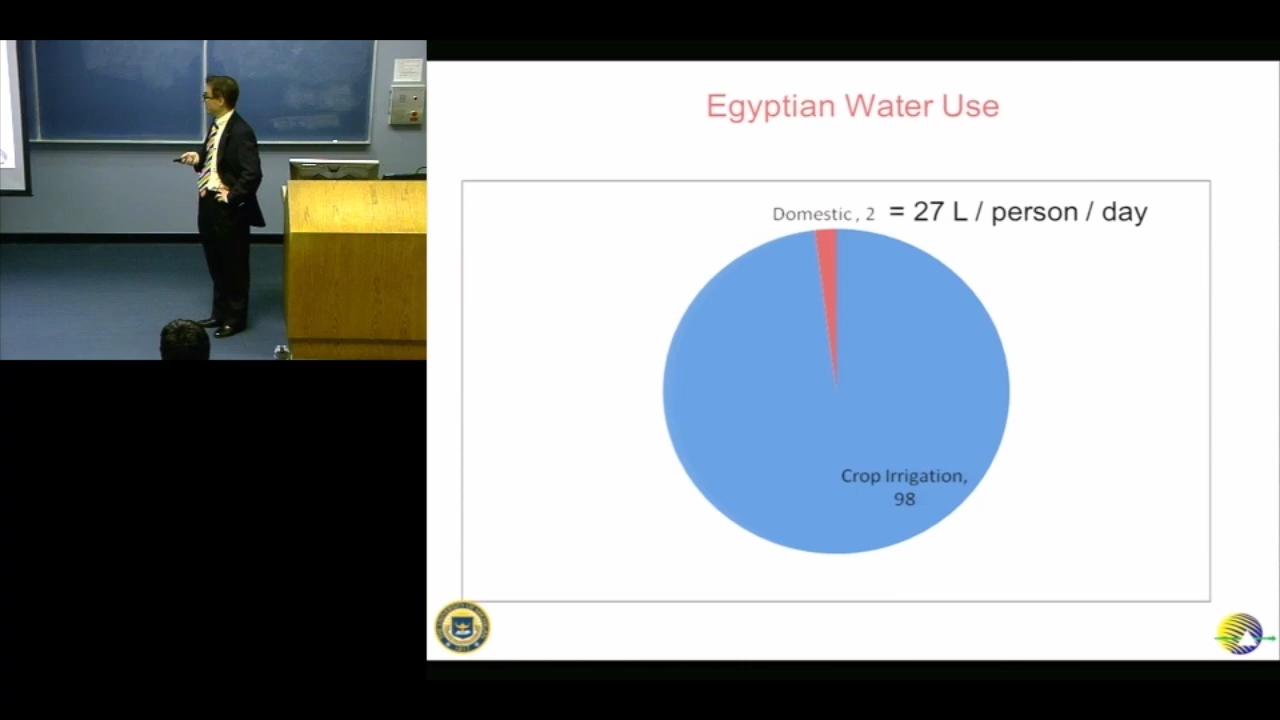 Egyptian Water Use
Domestic , 2 = 27 L / person / day
Crop Irrigation,
98